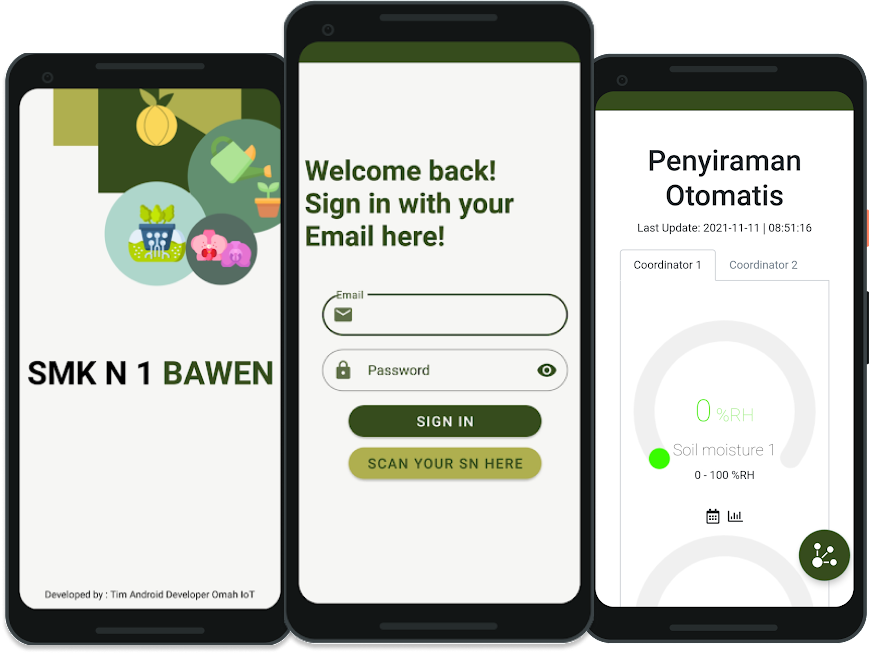 SMK N 1 BAWEN
Developed by : Tim Android Developer Omah IoT
Welcome back!
Sign in with your
Email here!
Email
Password
SIGN IN
SCAN YOUR SN HERE
Penyiraman
Otomatis
Last Update: 2021-11-11 | 08:51:16
Coordinator 1
Coordinator 2
0 %RH
Soil moisture 1
0 - 100 %RH